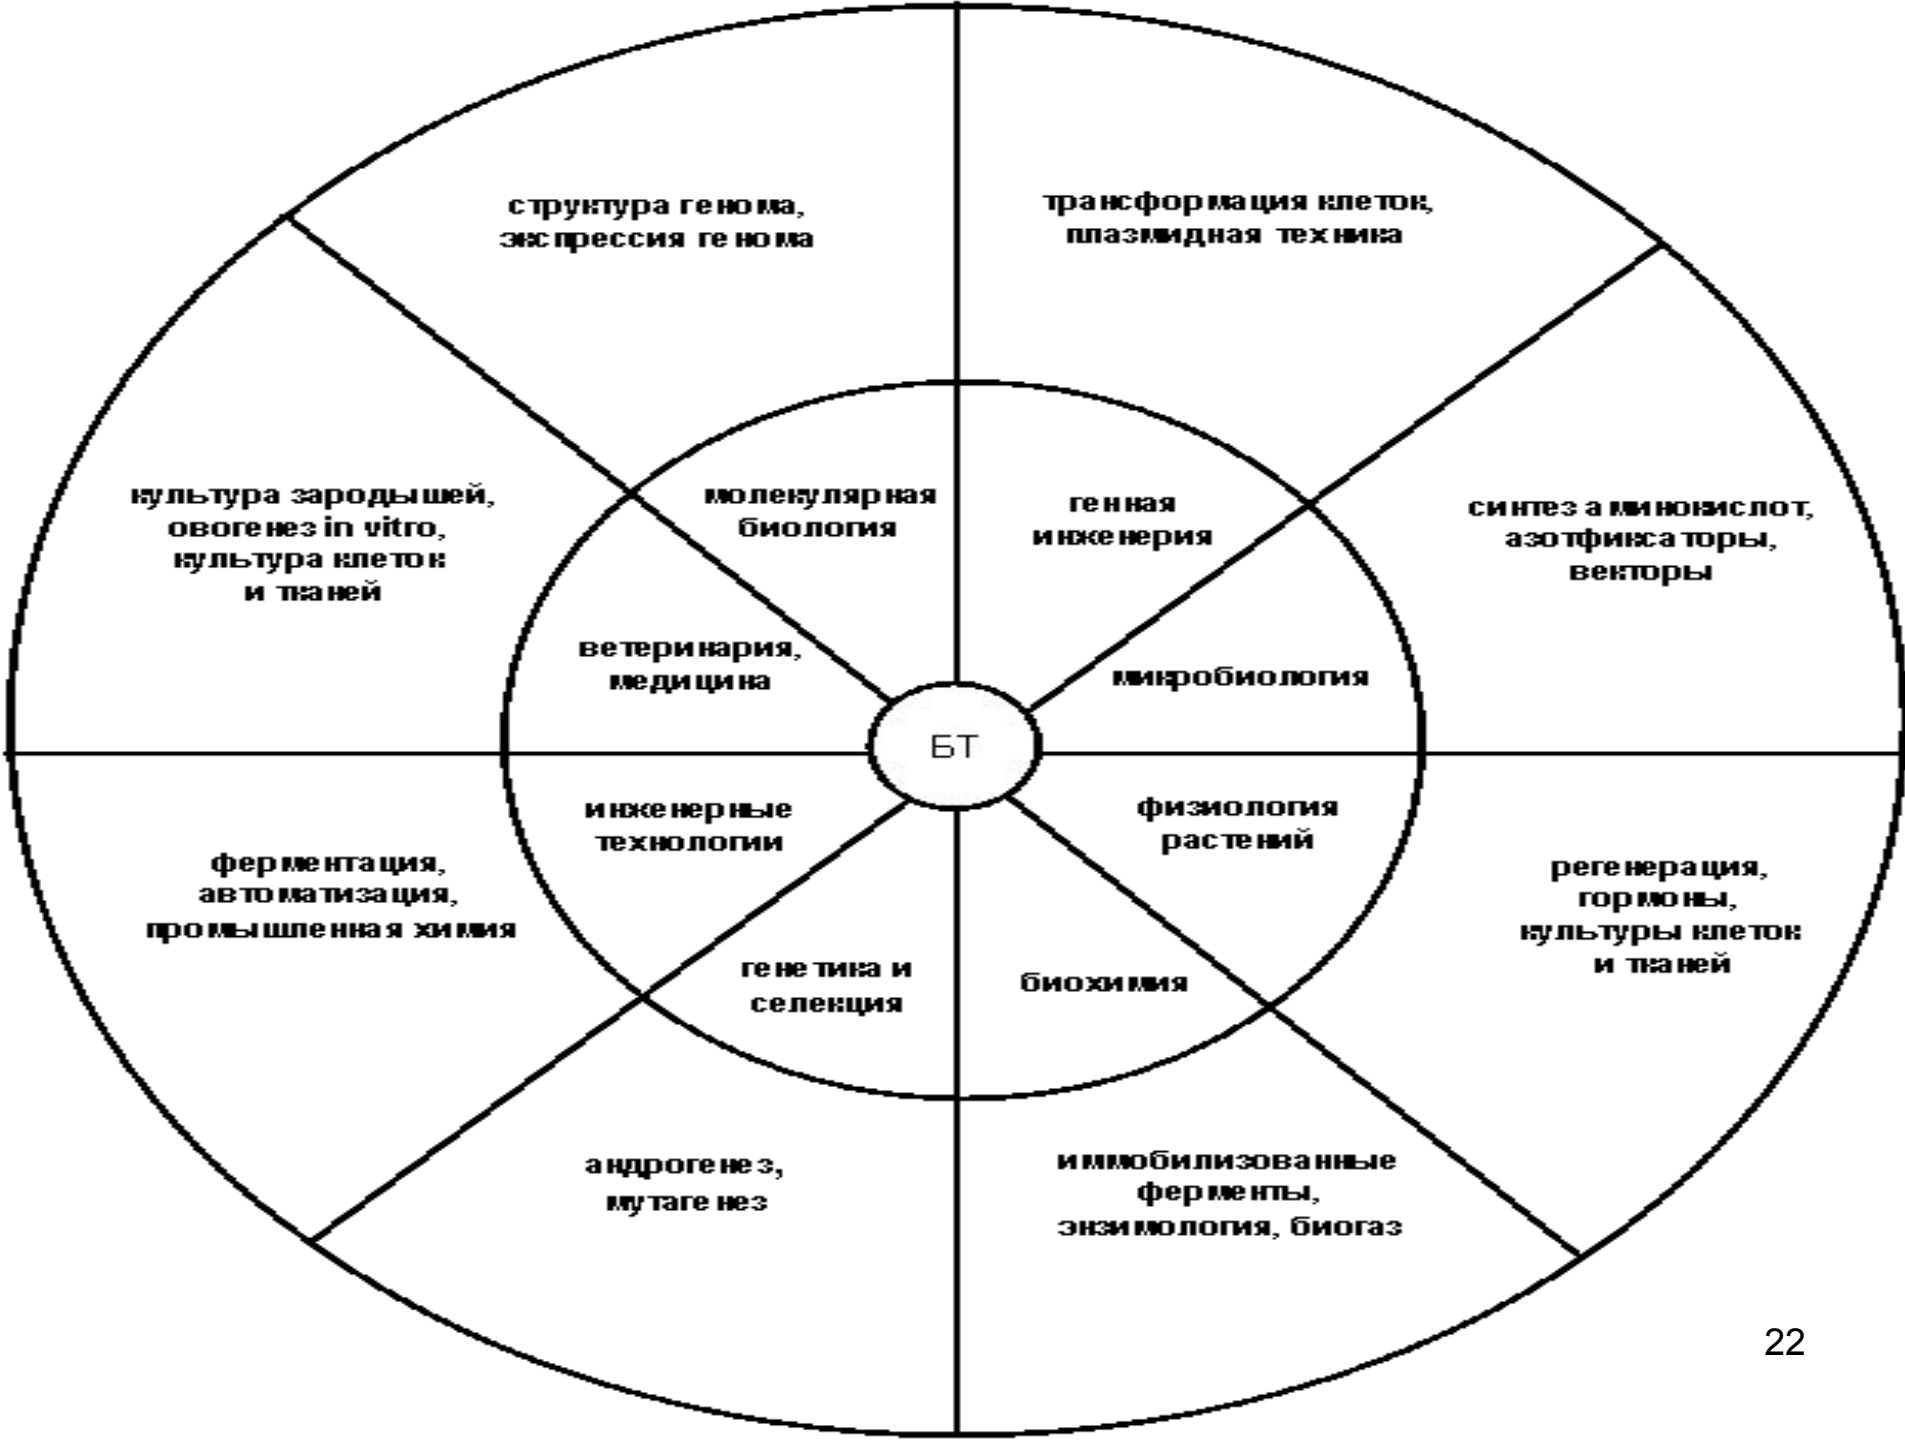 структура генома,
экспрессия генома
трансформация клеток,
плазмидная техника
культура зародышей,
овогенез in vitro,
культура клеток
и тканей
молекулярная
биология
генная
инженерия
синтез аминокислот,
азотфиксаторы,
векторы
ветеринария,
медицина
микробиология
БТ
инженерные
технологии
физиология
растений
ферментация,
автоматизация,
промышленная химия
регенерация,
гормоны,
культуры клеток
и тканей
генетика и
селекция
биохимия
андрогенез,
мутагенез
иммобилизованные
ферменты,
энзимология, биогаз
22